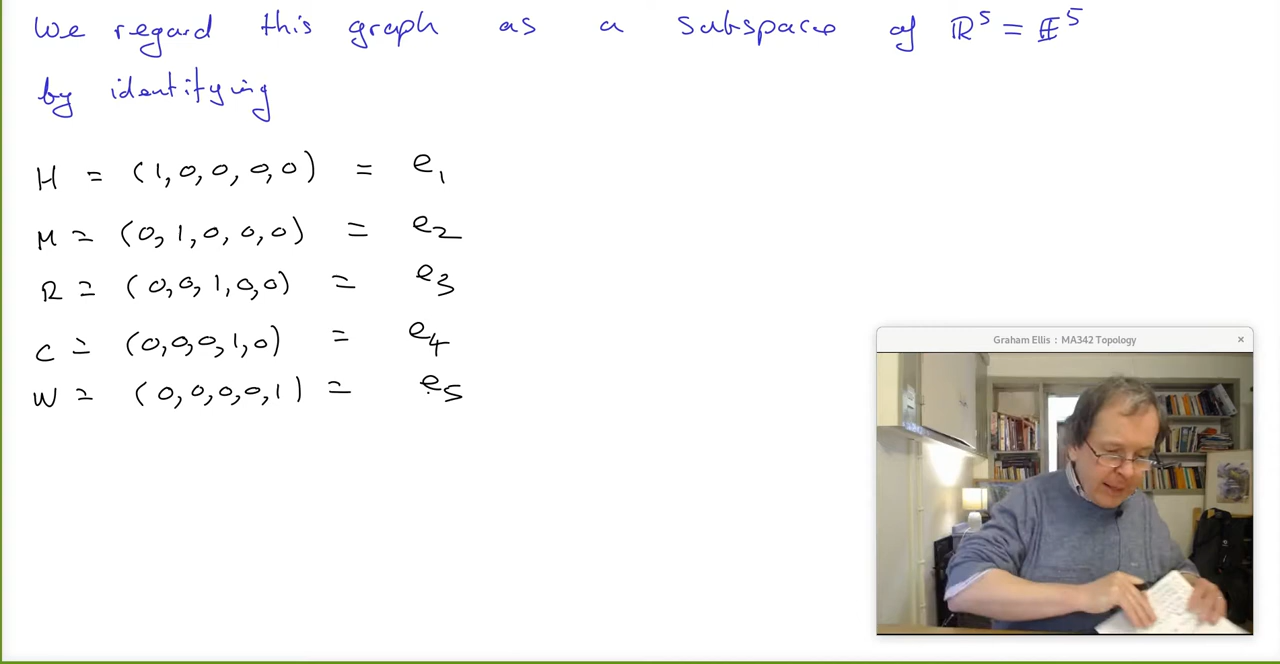 We regard this graph as a subspace of ℝ⁵ = 𝔼⁵
by identifying
H = (1,0,0,0,0) = e₁
M = (0,1,0,0,0) = e₂
R = (0,0,1,0,0) = e₃
C = (0,0,0,1,0) = e₄
W = (0,0,0,0,1) = e₅
Graham Ellis : MA342 Topology ×